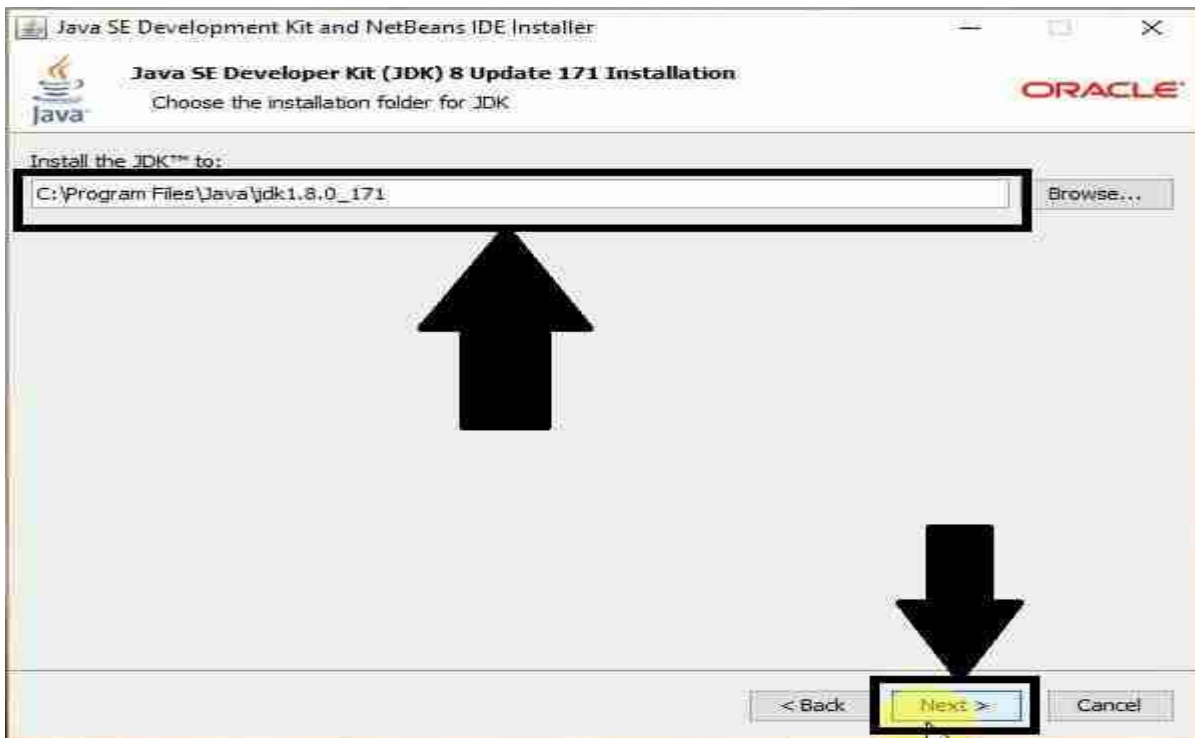 Java SE Development Kit and NetBeans IDE Installer
Java SE Developer Kit (JDK) 8 Update 171 Installation
Choose the installation folder for JDK
Java
ORACLE
Install the JDK™ to:
C:\Program Files\Java\jdk1.8.0_171
Browse...
< Back
Next >
Cancel